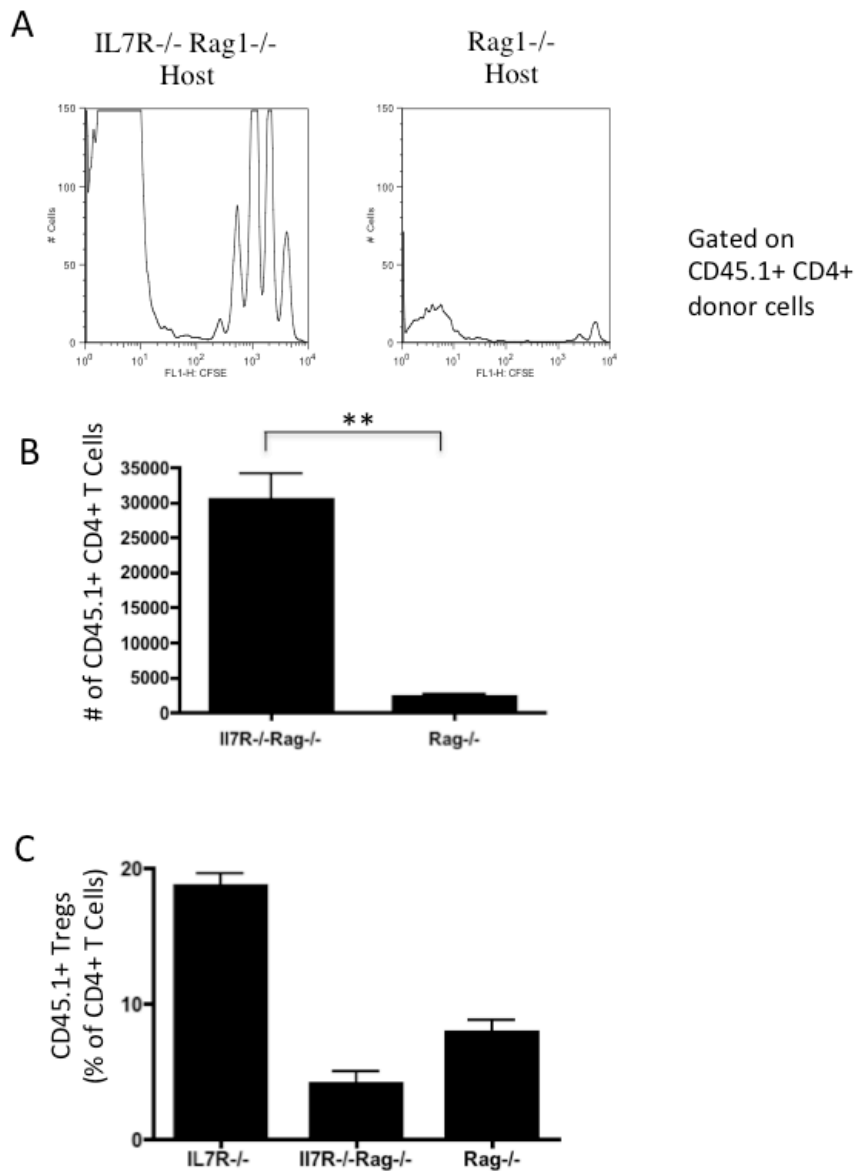 A
IL7R-/- Rag1-/-
Host
Rag1-/-
Host
150
100
50
0
# Cells
10^0 10^1 10^2 10^3 10^4
FL1-H: CFSE
150
100
50
0
# Cells
10^0 10^1 10^2 10^3 10^4
FL1-H: CFSE
Gated on
CD45.1+ CD4+
donor cells
B
**
# of CD45.1+ CD4+ T Cells
35000
30000
25000
20000
15000
10000
5000
0
Il7R-/-Rag-/- Rag-/-
C
CD45.1+ Tregs
(% of CD4+ T Cells)
20
10
0
IL7R-/- Il7R-/-Rag-/- Rag-/-